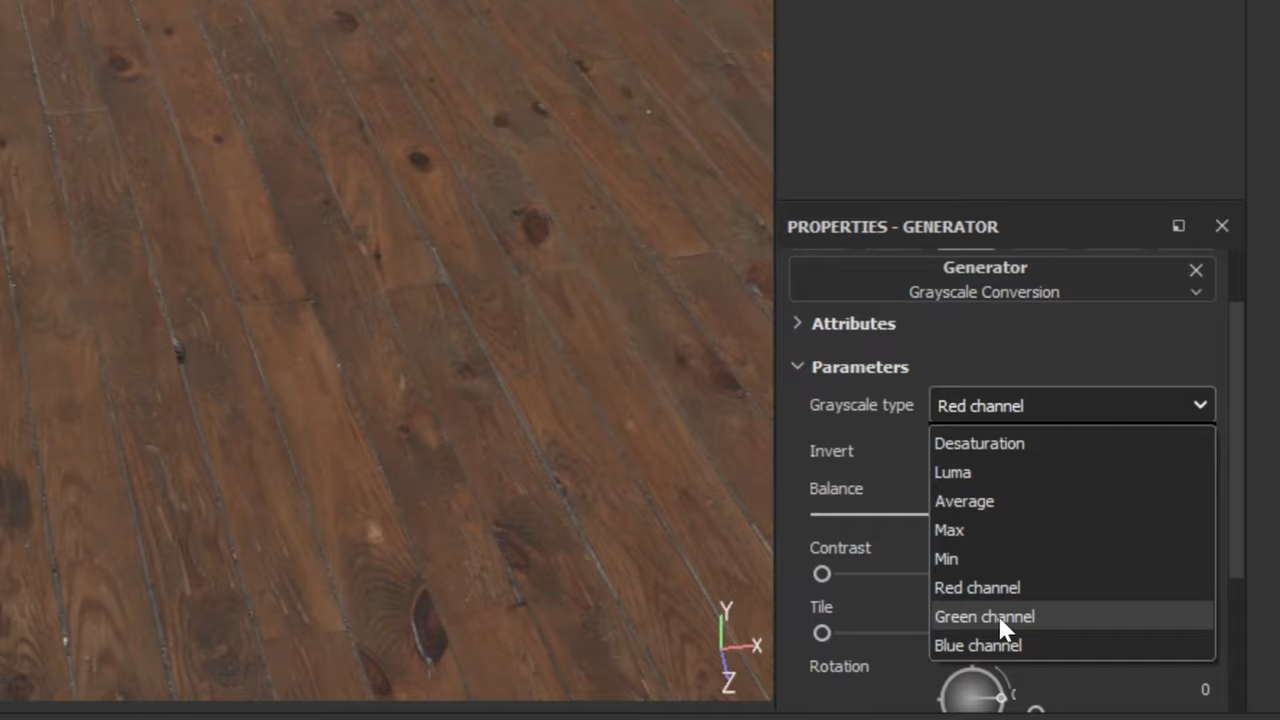 PROPERTIES - GENERATOR
Generator
Grayscale Conversion
Attributes
Parameters
Grayscale type
Red channel
Desaturation
Invert
Luma
Balance
Average
Max
Contrast
Min
Red channel
Tile
Green channel
Blue channel
Rotation
0
Y
X
Z